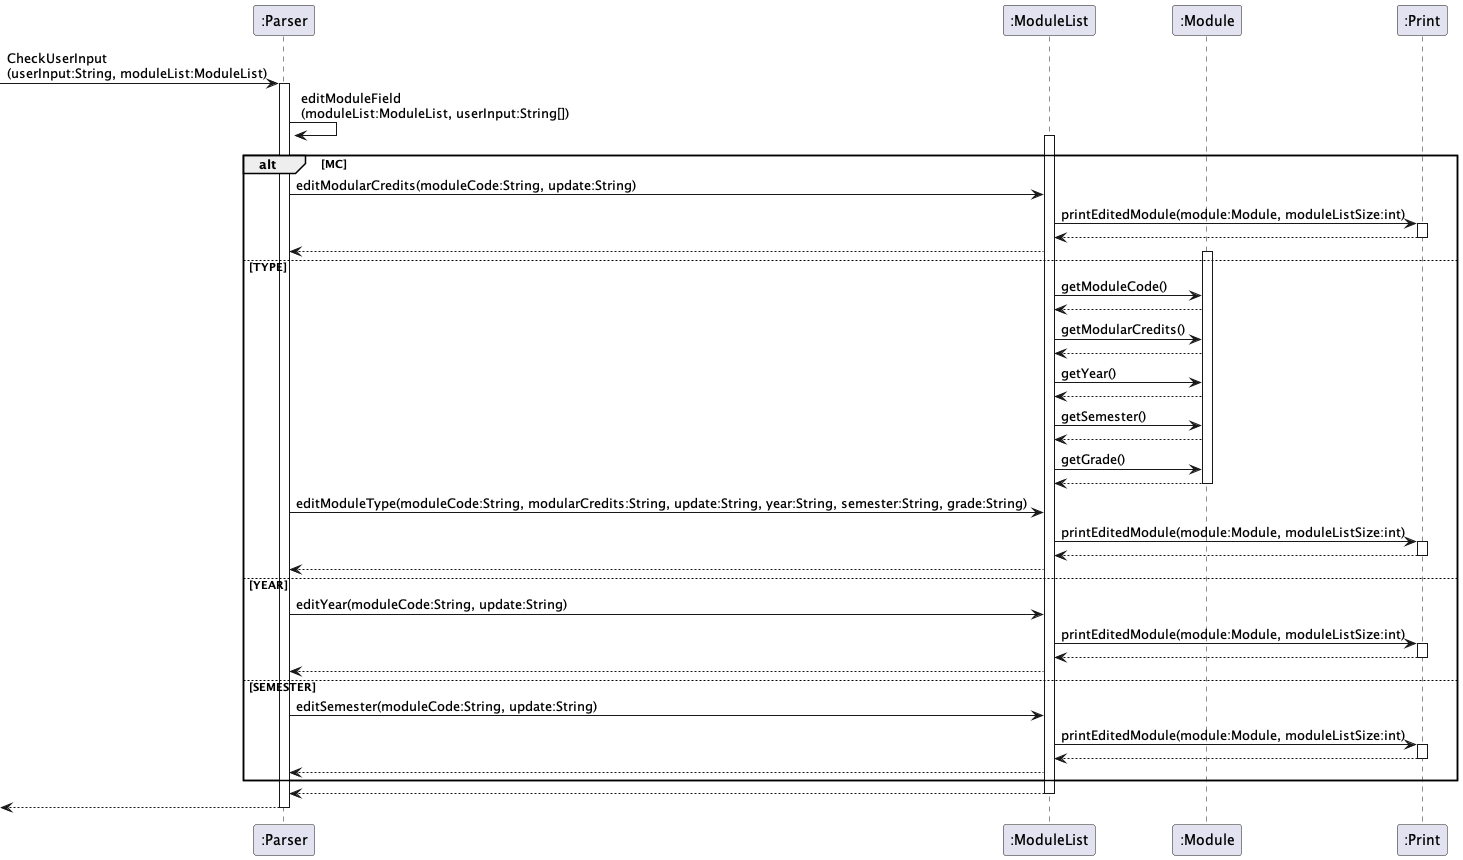 :Parser
:ModuleList
:Module
:Print
CheckUserInput
(userInput:String, moduleList:ModuleList)
editModuleField
(moduleList:ModuleList, userInput:String[])
alt
[MC]
editModularCredits(moduleCode:String, update:String)
printEditedModule(module:Module, moduleListSize:int)
[TYPE]
getModuleCode()
getModularCredits()
getYear()
getSemester()
getGrade()
editModuleType(moduleCode:String, modularCredits:String, update:String, year:String, semester:String, grade:String)
printEditedModule(module:Module, moduleListSize:int)
[YEAR]
editYear(moduleCode:String, update:String)
printEditedModule(module:Module, moduleListSize:int)
[SEMESTER]
editSemester(moduleCode:String, update:String)
printEditedModule(module:Module, moduleListSize:int)
:Parser
:ModuleList
:Module
:Print